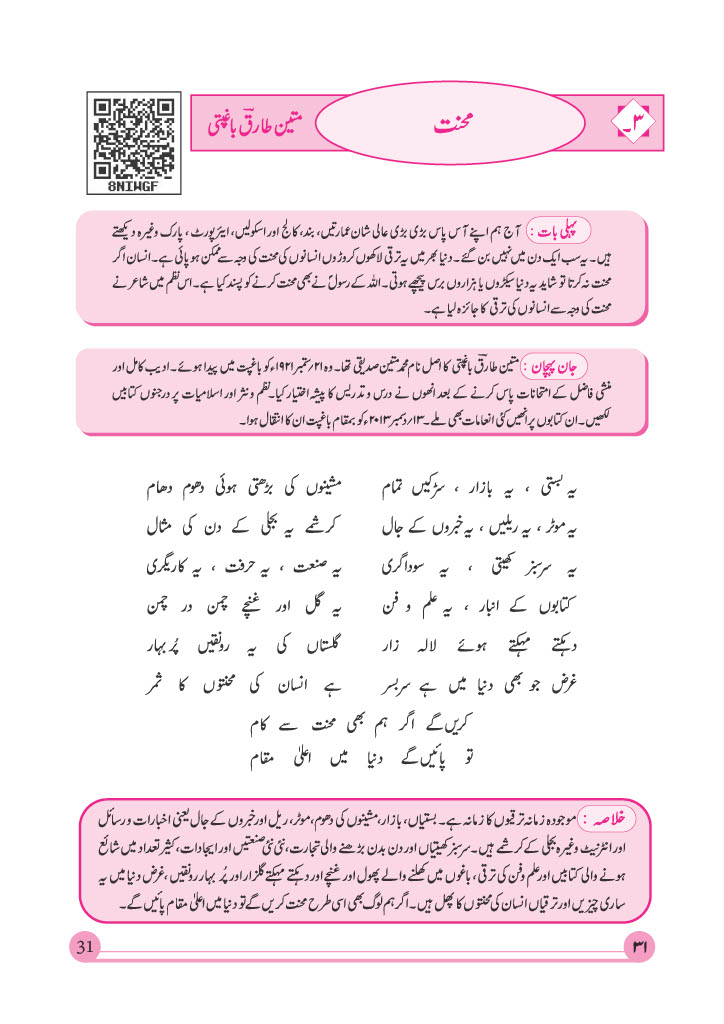 ۳۔
محنت
متین طارقؔ باغپتی
8NIWGF
پہلی بات : آج ہم اپنے آس پاس بڑی بڑی عالی شان عمارتیں، بند، کالج اور اسکولیں، ایئرپورٹ، پارک وغیرہ دیکھتے
ہیں۔ یہ سب ایک دن میں نہیں بن گئے۔ دنیا بھر میں یہ ترقی لاکھوں کروڑوں انسانوں کی محنت کی وجہ سے ممکن ہو پائی ہے۔ انسان اگر
محنت نہ کرتا تو شاید یہ دنیا سیکڑوں یا ہزاروں برس پیچھے ہوتی۔ اللہ کے رسولؐ نے بھی محنت کرنے کو پسند کیا ہے۔ اس نظم میں شاعر نے
محنت کی وجہ سے انسانوں کی ترقی کا جائزہ لیا ہے۔
جان پہچان : متین طارقؔ باغپتی کا اصل نام محمد متین صدیقی تھا۔ وہ ۲۱؍ستمبر ۱۹۲۱ء کو باغپت میں پیدا ہوئے۔ ادیب کامل اور
منشی فاضل کے امتحانات پاس کرنے کے بعد انھوں نے درس و تدریس کا پیشہ اختیار کیا۔ نظم و نثر اور اسلامیات پر درجنوں کتابیں
لکھیں۔ ان کتابوں پر انھیں کئی انعامات بھی ملے۔ ۱۳؍دسمبر ۲۰۱۳ء کو بمقام باغپت ان کا انتقال ہوا۔
یہ بستی ، یہ بازار ، سڑکیں تمام مشینوں کی بڑھتی ہوئی دھوم دھام
یہ موٹر ، یہ ریلیں ، یہ خبروں کے جال کرشمے یہ بجلی کے دن کی مثال
یہ سرسبز کھیتی ، یہ سوداگری یہ صنعت ، یہ حرفت ، یہ کاریگری
کتابوں کے انبار ، یہ علم و فن یہ گل اور غنچے چمن در چمن
دہکتے مہکتے ہوئے لالہ زار گلستاں کی یہ رونقیں پُر بہار
غرض جو بھی دنیا میں ہے سربسر ہے انسان کی محنتوں کا ثمر
کریں گے اگر ہم بھی محنت سے کام
تو پائیں گے دنیا میں اعلیٰ مقام
خلاصہ : موجودہ زمانہ ترقیوں کا زمانہ ہے۔ بستیاں، بازار، مشینوں کی دھوم، موٹر، ریل اور خبروں کے جال یعنی اخبارات و رسائل
اور انٹرنیٹ وغیرہ بجلی کے کرشمے ہیں۔ سرسبز کھیتیاں اور دن بدن بڑھنے والی تجارت، نئی نئی صنعتیں اور ایجادات، کثیر تعداد میں شائع
ہونے والی کتابیں اور علم و فن کی ترقی، باغوں میں کھلنے والے پھول اور غنچے اور دہکتے مہکتے گلزار اور پُر بہار رونقیں، غرض دنیا میں یہ
ساری چیزیں اور ترقیاں انسان کی محنتوں کا پھل ہیں۔ اگر ہم لوگ بھی اسی طرح محنت کریں گے تو دنیا میں اعلیٰ مقام پائیں گے۔
31
۳۱